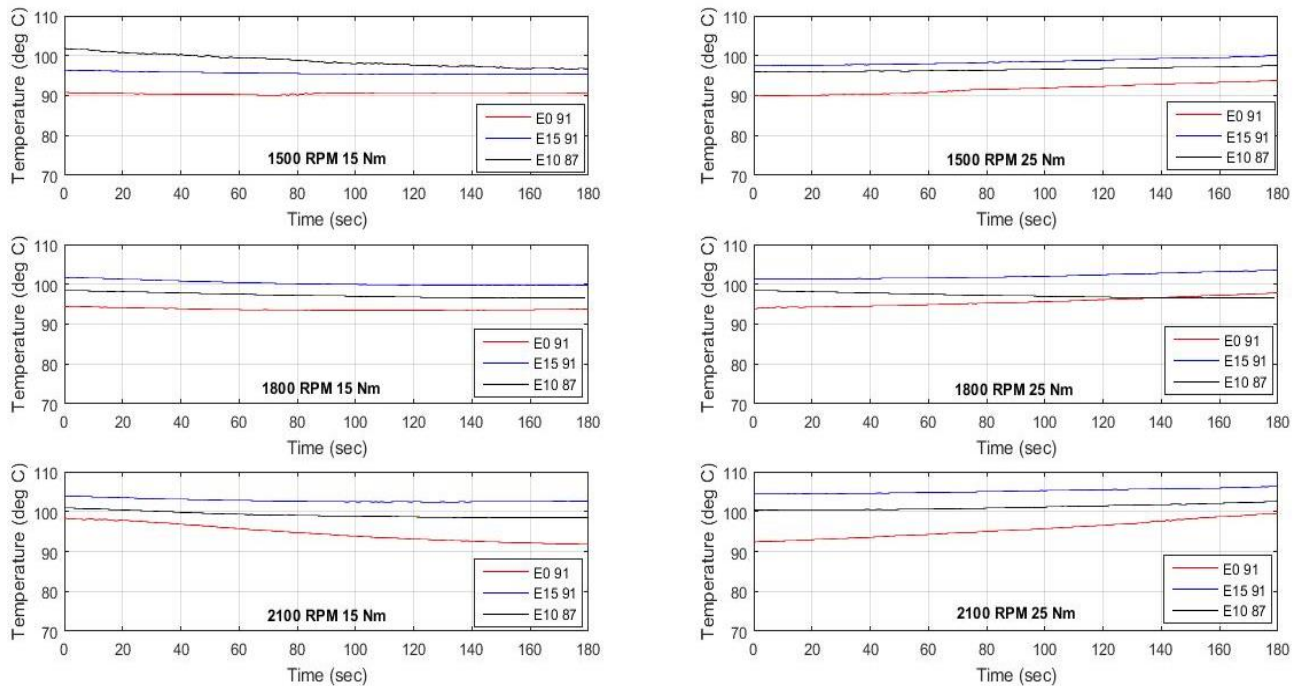 Temperature (deg C)
110
100
90
80
70
E0 91
E15 91
E10 87
1500 RPM 15 Nm
0 20 40 60 80 100 120 140 160 180
Time (sec)
Temperature (deg C)
110
100
90
80
70
E0 91
E15 91
E10 87
1500 RPM 25 Nm
0 20 40 60 80 100 120 140 160 180
Time (sec)
Temperature (deg C)
110
100
90
80
70
E0 91
E15 91
E10 87
1800 RPM 15 Nm
0 20 40 60 80 100 120 140 160 180
Time (sec)
Temperature (deg C)
110
100
90
80
70
E0 91
E15 91
E10 87
1800 RPM 25 Nm
0 20 40 60 80 100 120 140 160 180
Time (sec)
Temperature (deg C)
110
100
90
80
70
E0 91
E15 91
E10 87
2100 RPM 15 Nm
0 20 40 60 80 100 120 140 160 180
Time (sec)
Temperature (deg C)
110
100
90
80
70
E0 91
E15 91
E10 87
2100 RPM 25 Nm
0 20 40 60 80 100 120 140 160 180
Time (sec)